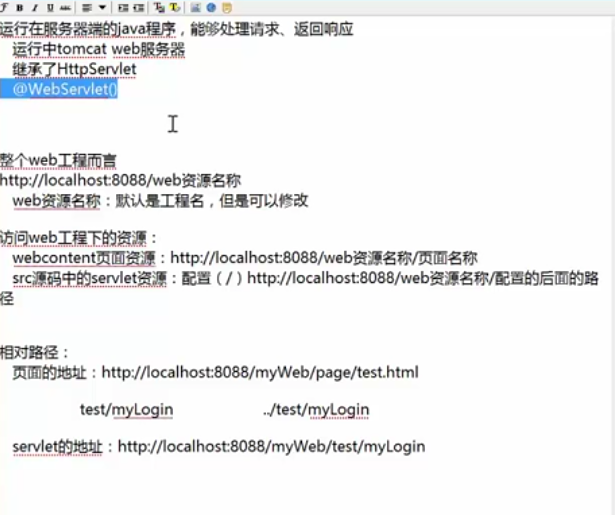 运行在服务器端的java程序，能够处理请求、返回响应
运行中tomcat web服务器
继承了HttpServlet
@WebServlet()
整个web工程而言
http://localhost:8088/web资源名称
web资源名称：默认是工程名，但是可以修改
访问web工程下的资源：
webcontent页面资源：http://localhost:8088/web资源名称/页面名称
src源码中的servlet资源：配置（/）http://localhost:8088/web资源名称/配置的后面的路
径
相对路径：
页面的地址：http://localhost:8088/myWeb/page/test.html
test/myLogin ../test/myLogin
servlet的地址：http://localhost:8088/myWeb/test/myLogin